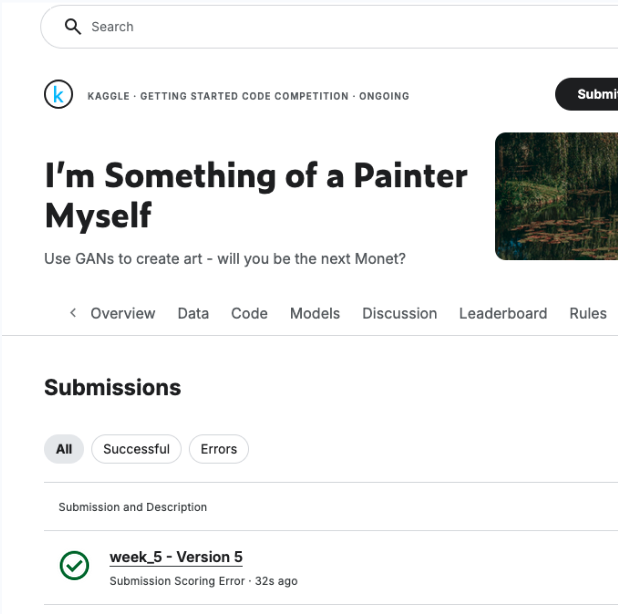 Search
k KAGGLE · GETTING STARTED CODE COMPETITION · ONGOING
Submit
I'm Something of a Painter
Myself
Use GANs to create art - will you be the next Monet?
Overview Data Code Models Discussion Leaderboard Rules
Submissions
All Successful Errors
Submission and Description
week_5 - Version 5
Submission Scoring Error · 32s ago